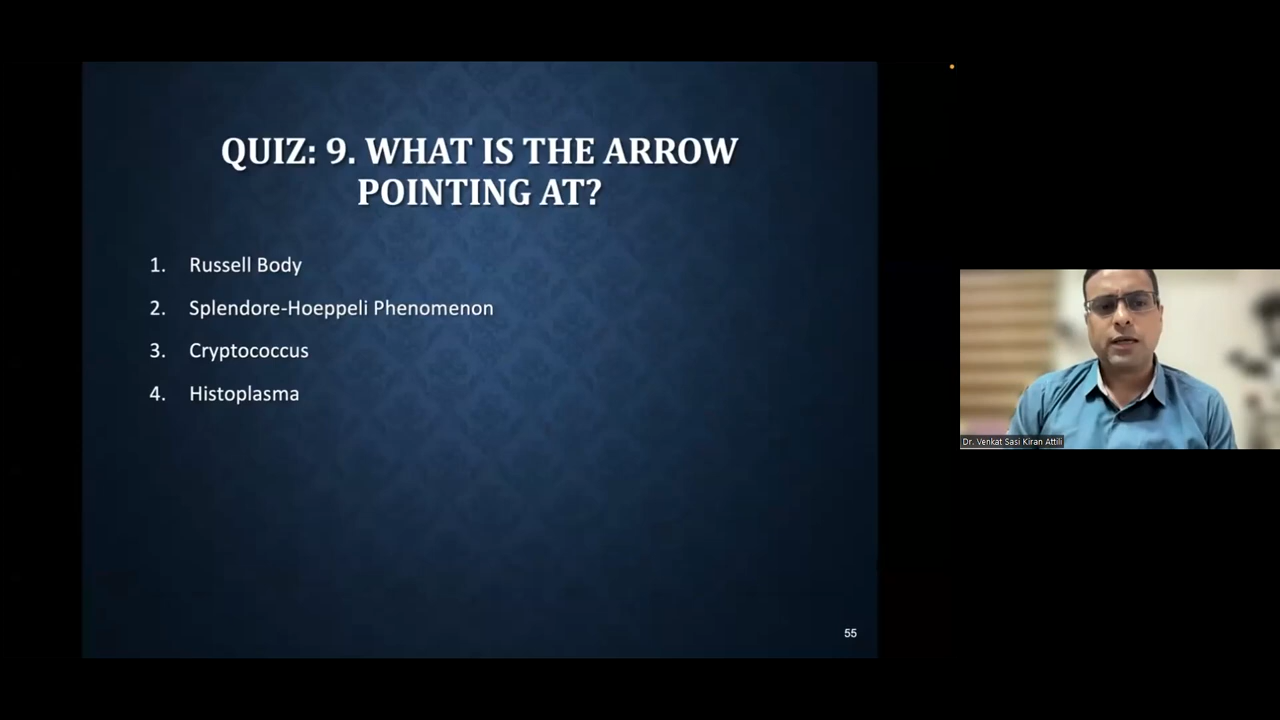 QUIZ: 9. WHAT IS THE ARROW
POINTING AT?
1. Russell Body
2. Splendore-Hoeppeli Phenomenon
3. Cryptococcus
4. Histoplasma
55
Dr. Venkat Sasi Kiran Attili